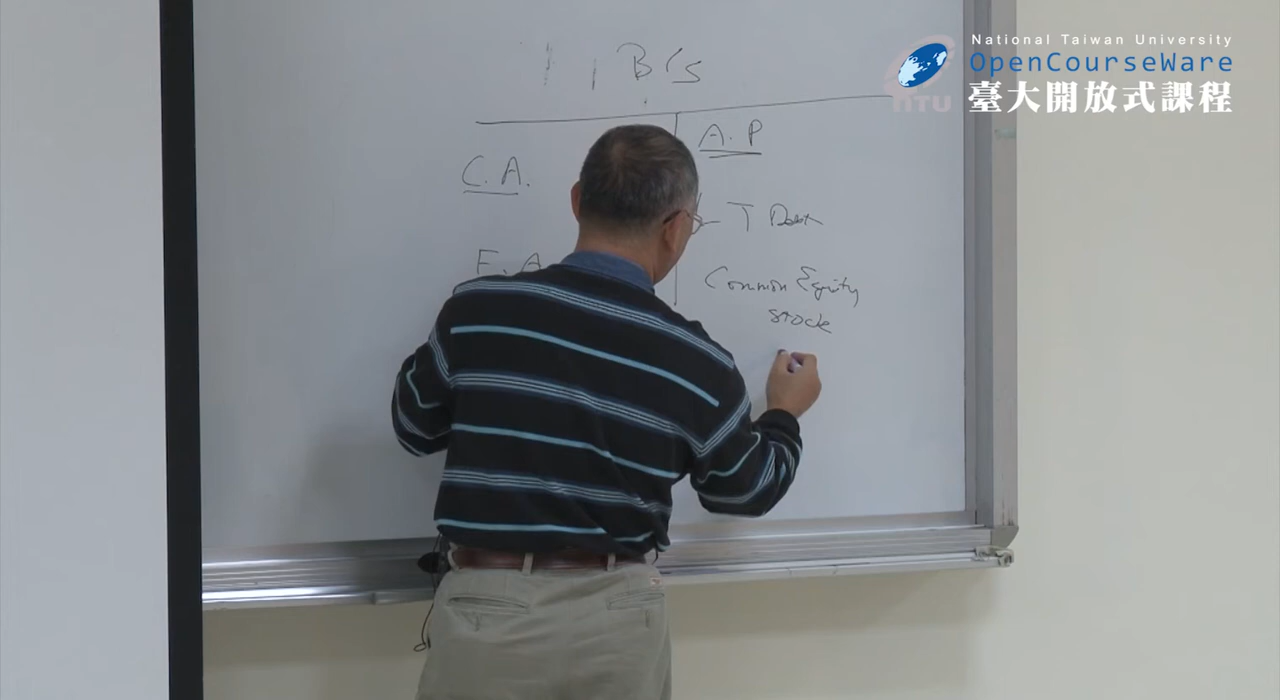 National Taiwan University
OpenCourseWare
臺大開放式課程
NTU
B/S
A.P
C.A.
T Debt
F.A
Common Equity
stock